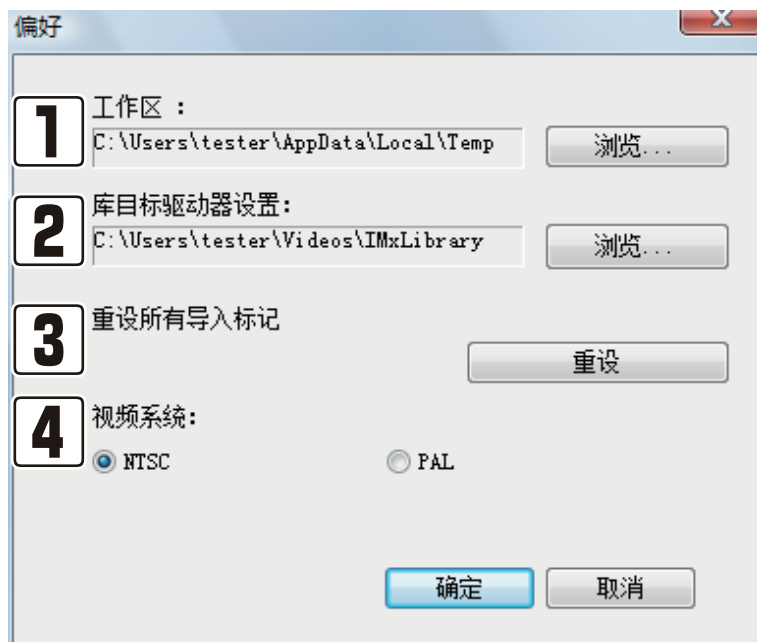 偏好
1 工作区 :
C:\Users\tester\AppData\Local\Temp 浏览...
2 库目标驱动器设置:
C:\Users\tester\Videos\IMxLibrary 浏览...
3 重设所有导入标记
重设
4 视频系统:
NTSC PAL
确定 取消